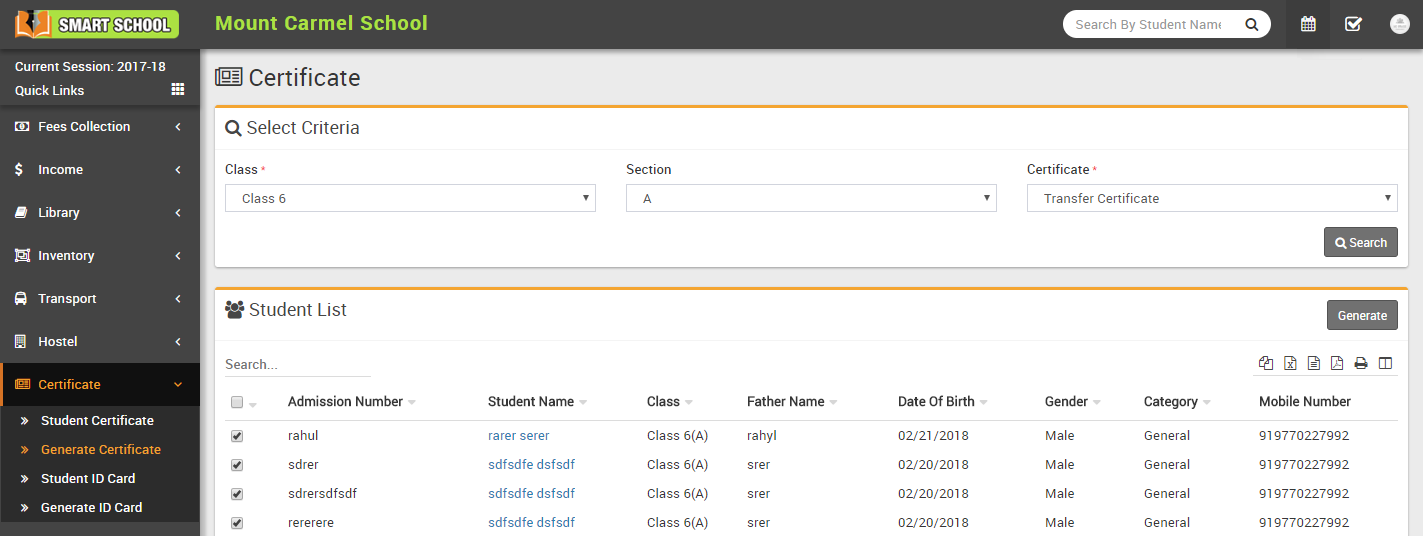 SMART SCHOOL
Mount Carmel School
Search By Student Name
Current Session: 2017-18
Quick Links
Fees Collection
Income
Library
Inventory
Transport
Hostel
Certificate
Student Certificate
Generate Certificate
Student ID Card
Generate ID Card
Certificate
Select Criteria
Class * Section Certificate *
Class 6 A Transfer Certificate
Search
Student List
Generate
Search...
Admission Number Student Name Class Father Name Date Of Birth Gender Category Mobile Number
rahul rarer serer Class 6(A) rahyl 02/21/2018 Male General 919770227992
sdrer sdfsdfe dsfsdf Class 6(A) srer 02/20/2018 Male General 919770227992
sdrersdfsdf sdfsdfe dsfsdf Class 6(A) srer 02/20/2018 Male General 919770227992
rererere sdfsdfe dsfsdf Class 6(A) srer 02/20/2018 Male General 919770227992